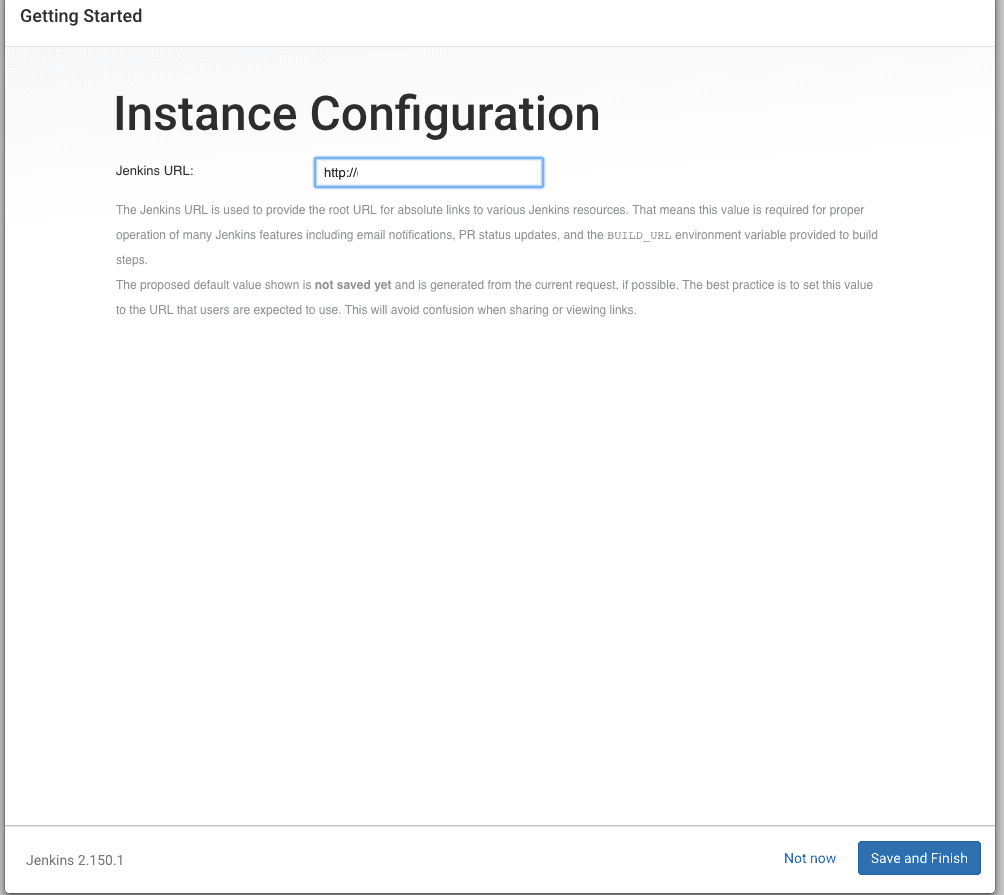 Getting Started
Instance Configuration
Jenkins URL:
http://
The Jenkins URL is used to provide the root URL for absolute links to various Jenkins resources. That means this value is required for proper
operation of many Jenkins features including email notifications, PR status updates, and the BUILD_URL environment variable provided to build
steps.
The proposed default value shown is not saved yet and is generated from the current request, if possible. The best practice is to set this value
to the URL that users are expected to use. This will avoid confusion when sharing or viewing links.
Jenkins 2.150.1
Not now
Save and Finish